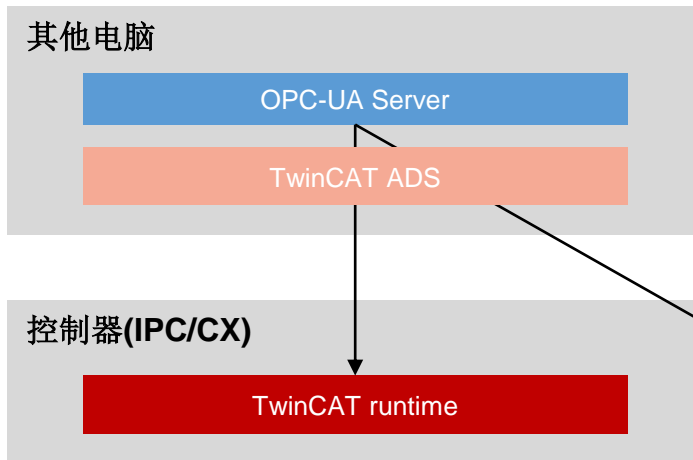 其他电脑
OPC-UA Server
TwinCAT ADS
控制器(IPC/CX)
TwinCAT runtime